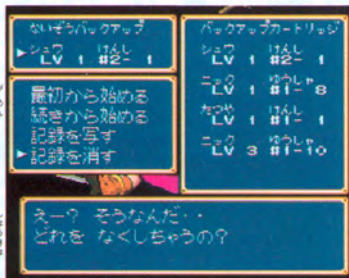 ないぞうバックアップ
シュウ けんし
LV 1 #2- 1
最初から始める
続きから始める
記録を写す
記録を消す
バックアップカートリッジ
シュウ けんし
LV 1 #2- 1
ニック ゆうしゃ
LV 1 #1- 8
たつや けんし
LV 1 #1- 1
ニック ゆうしゃ
LV 3 #1-10
えー? そうなんだ・・
どれを なくしちゃうの?